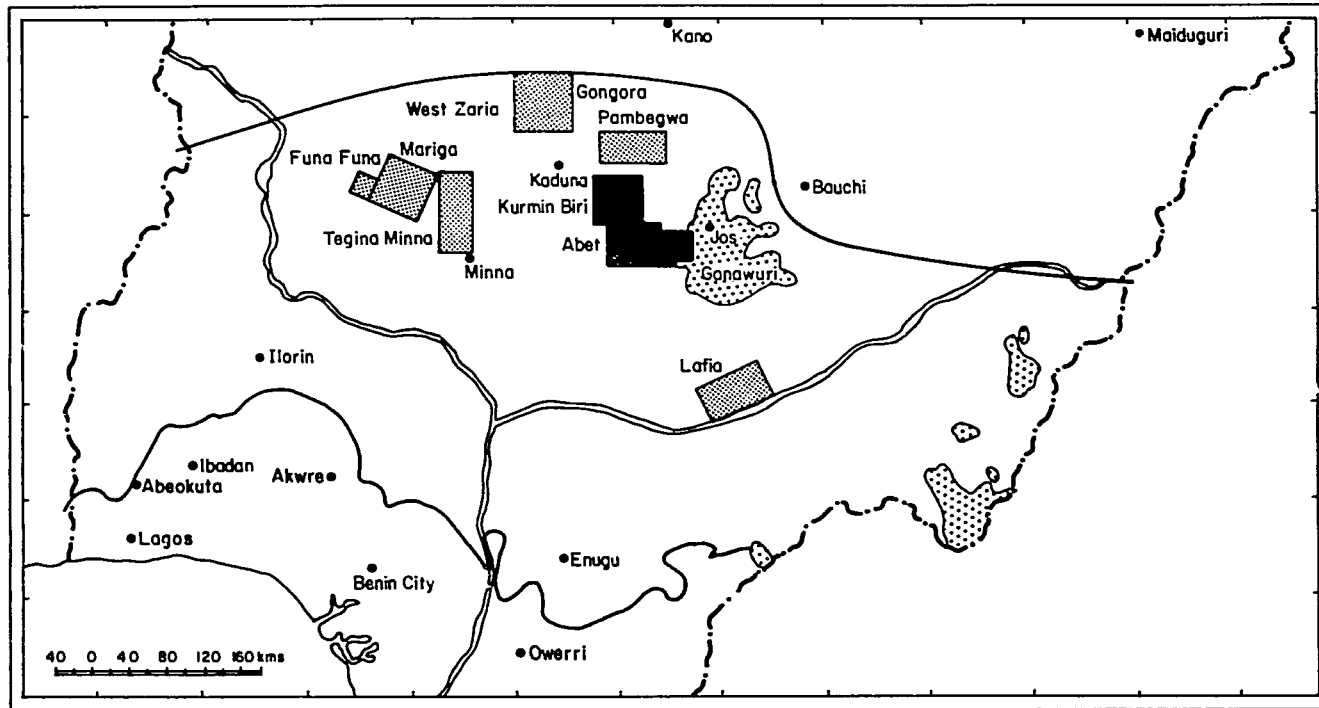 Kano
Maiduguri
Gongora
West Zaria
Pambegwa
Mariga
Funa Funa
Kaduna
Kurmin Biri
Bauchi
Tegina Minna
Abet
Jos
Minna
Ganawuri
Ilorin
Lafia
Ibadan
Akwre
Abeokuta
Lagos
Enugu
Benin City
Owerri
40 0 40 80 120 160 kms